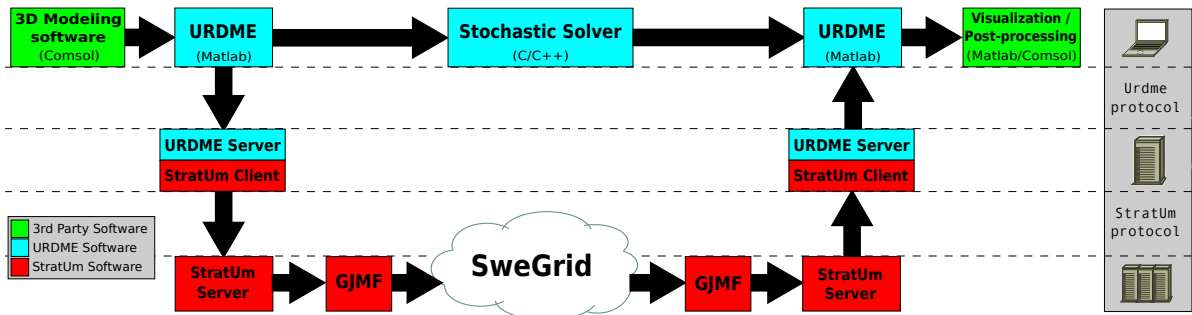 3D Modeling
software
(Comsol)
URDME
(Matlab)
Stochastic Solver
(C/C++)
URDME
(Matlab)
Visualization /
Post-processing
(Matlab/Comsol)
Urdme
protocol
URDME Server
StratUm Client
URDME Server
StratUm Client
3rd Party Software
URDME Software
StratUm Software
StratUm
protocol
StratUm
Server
GJMF
SweGrid
GJMF
StratUm
Server